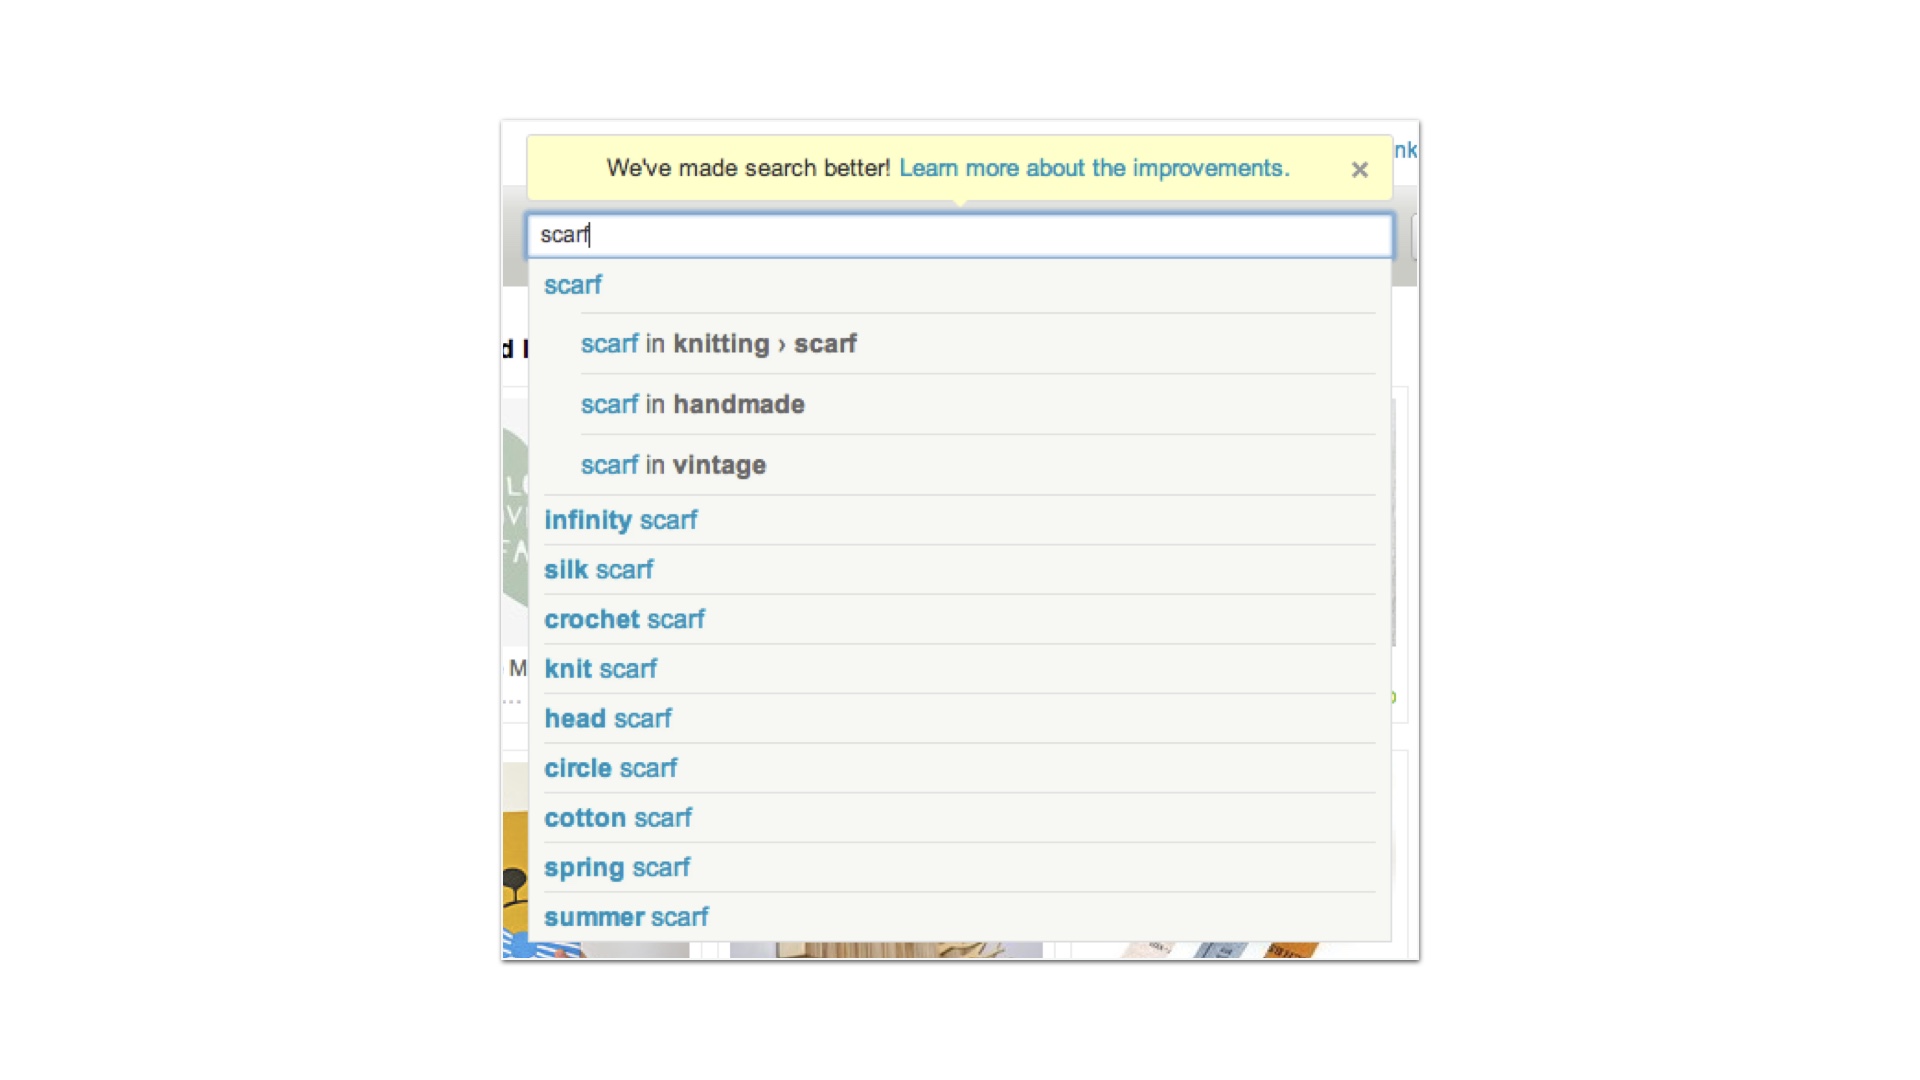 We've made search better! Learn more about the improvements. ×
nk
scarf
scarf
scarf in knitting › scarf
d
scarf in handmade
scarf in vintage
infinity scarf
silk scarf
crochet scarf
knit scarf
M
head scarf
...
circle scarf
cotton scarf
spring scarf
summer scarf